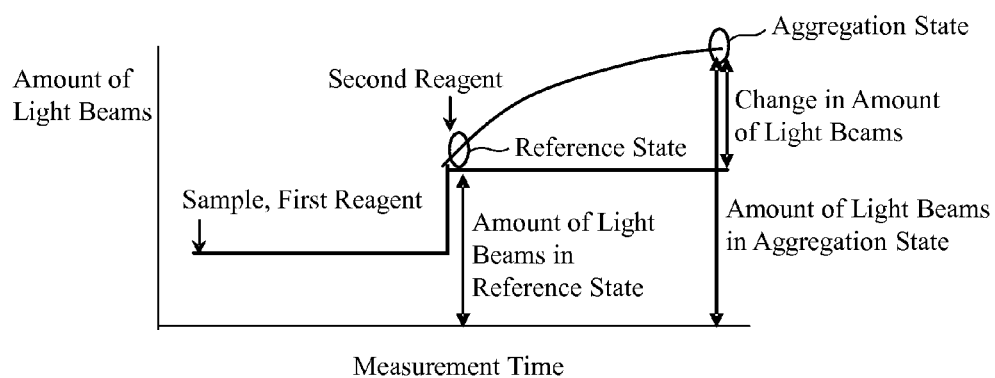 Aggregation State
Amount of
Light Beams
Second Reagent
Change in Amount
of Light Beams
Reference State
Sample, First Reagent
Amount of Light
Beams in
Reference State
Amount of Light Beams
in Aggregation State
Measurement Time